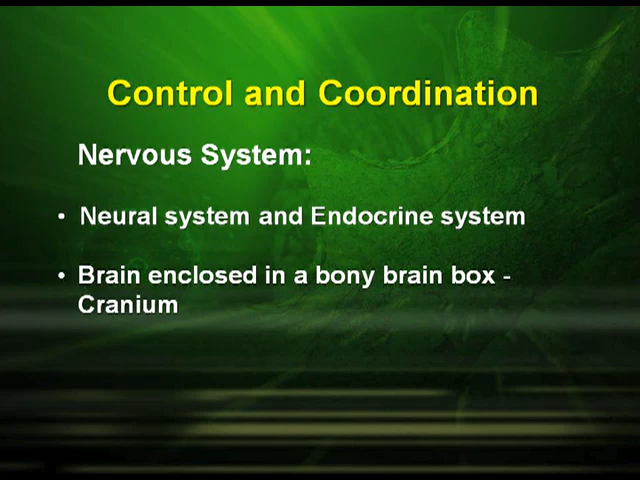 Control and Coordination
Nervous System:
• Neural system and Endocrine system
• Brain enclosed in a bony brain box -
Cranium